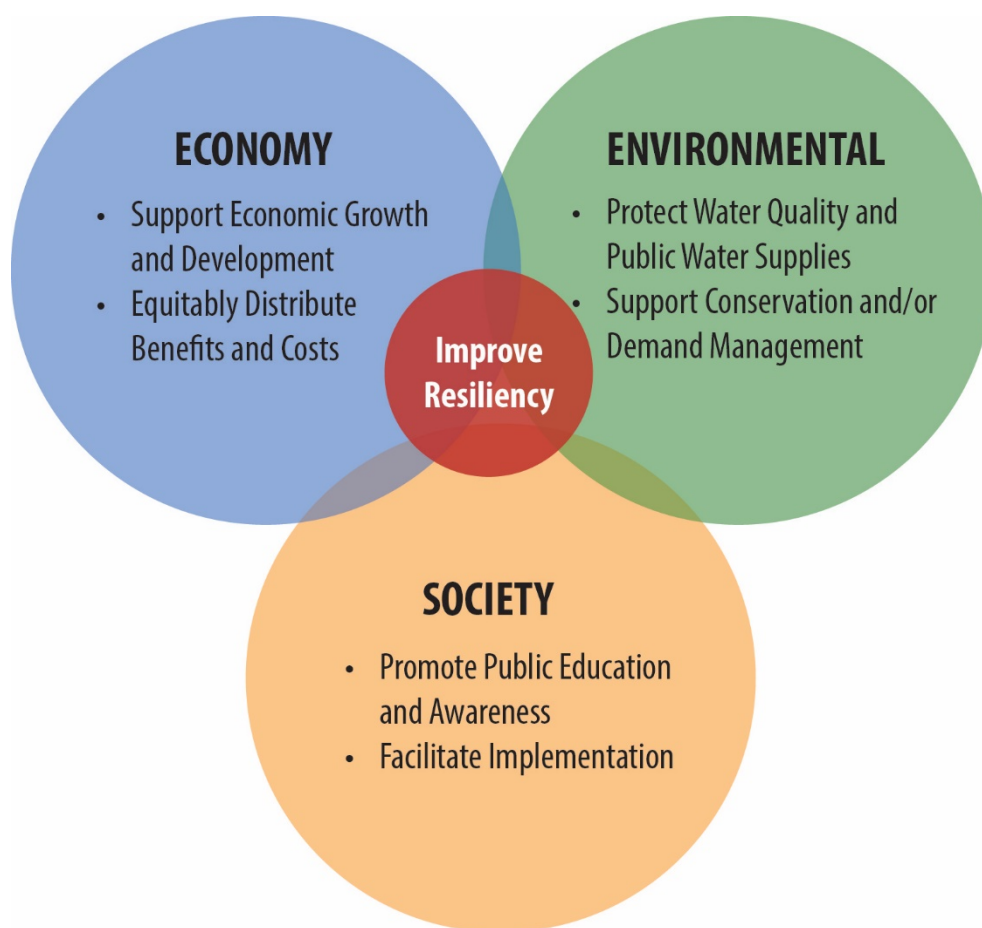 ECONOMY
• Support Economic Growth
and Development
• Equitably Distribute
Benefits and Costs
ENVIRONMENTAL
• Protect Water Quality and
Public Water Supplies
• Support Conservation and/or
Demand Management
Improve
Resiliency
SOCIETY
• Promote Public Education
and Awareness
• Facilitate Implementation